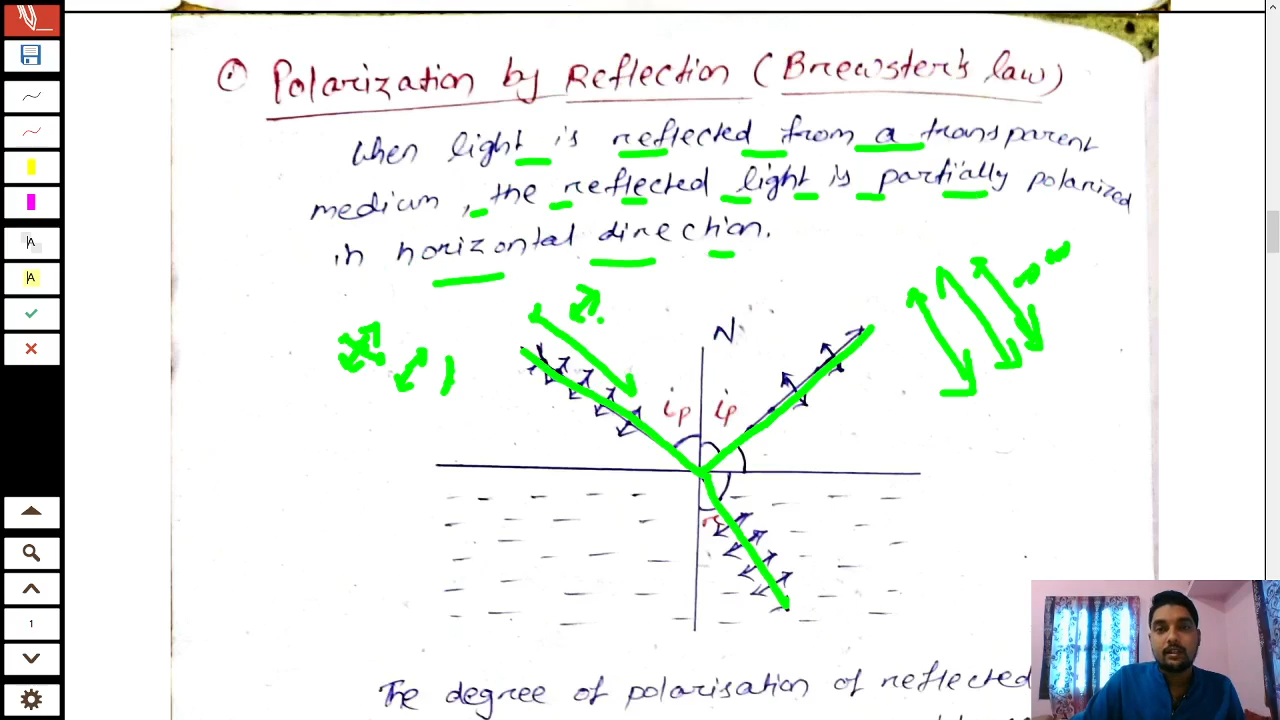 Polarization by Reflection (Brewster's law)
When light is reflected from a transparent
medium, the reflected light is partially polarized
in horizontal direction.
N
ip ip
r
The degree of polarisation of reflected
A
A
1